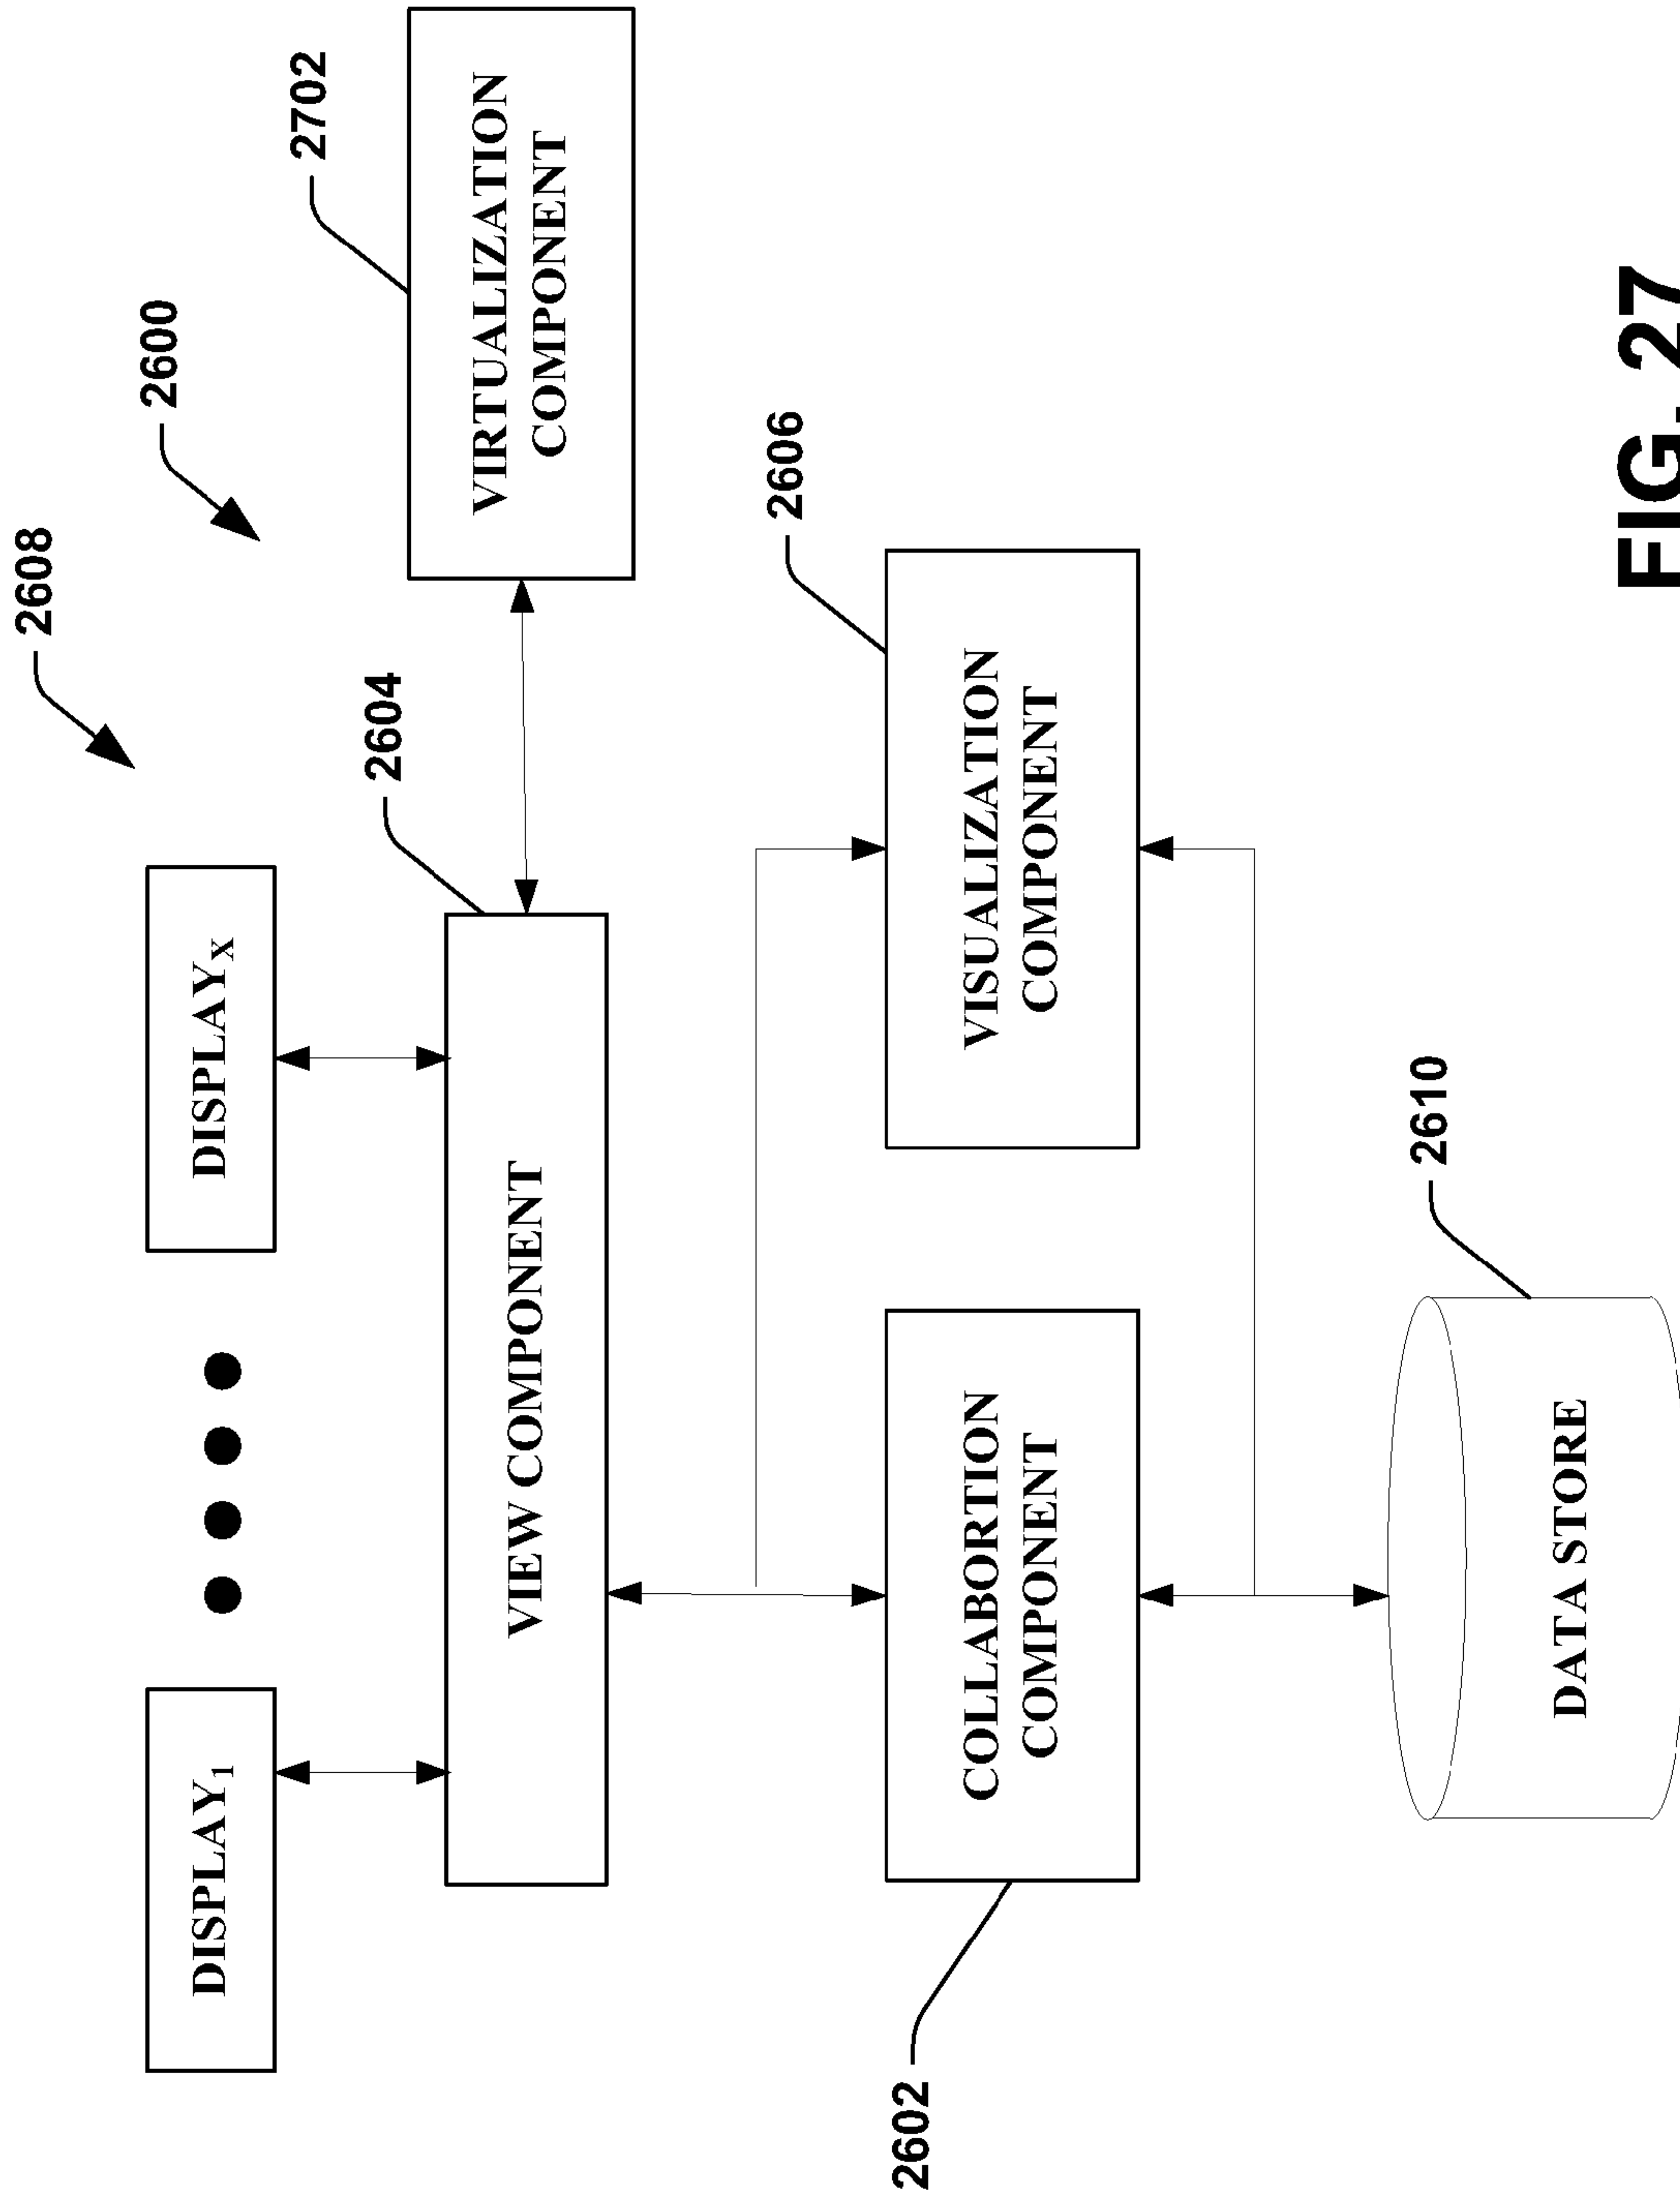 2608
2600
2702
DISPLAY1
DISPLAYX
2604
VIEW COMPONENT
VIRTUALIZATION
COMPONENT
2606
2602
COLLABORTION
COMPONENT
VISUALIZATION
COMPONENT
2610
DATA STORE
FIG. 27